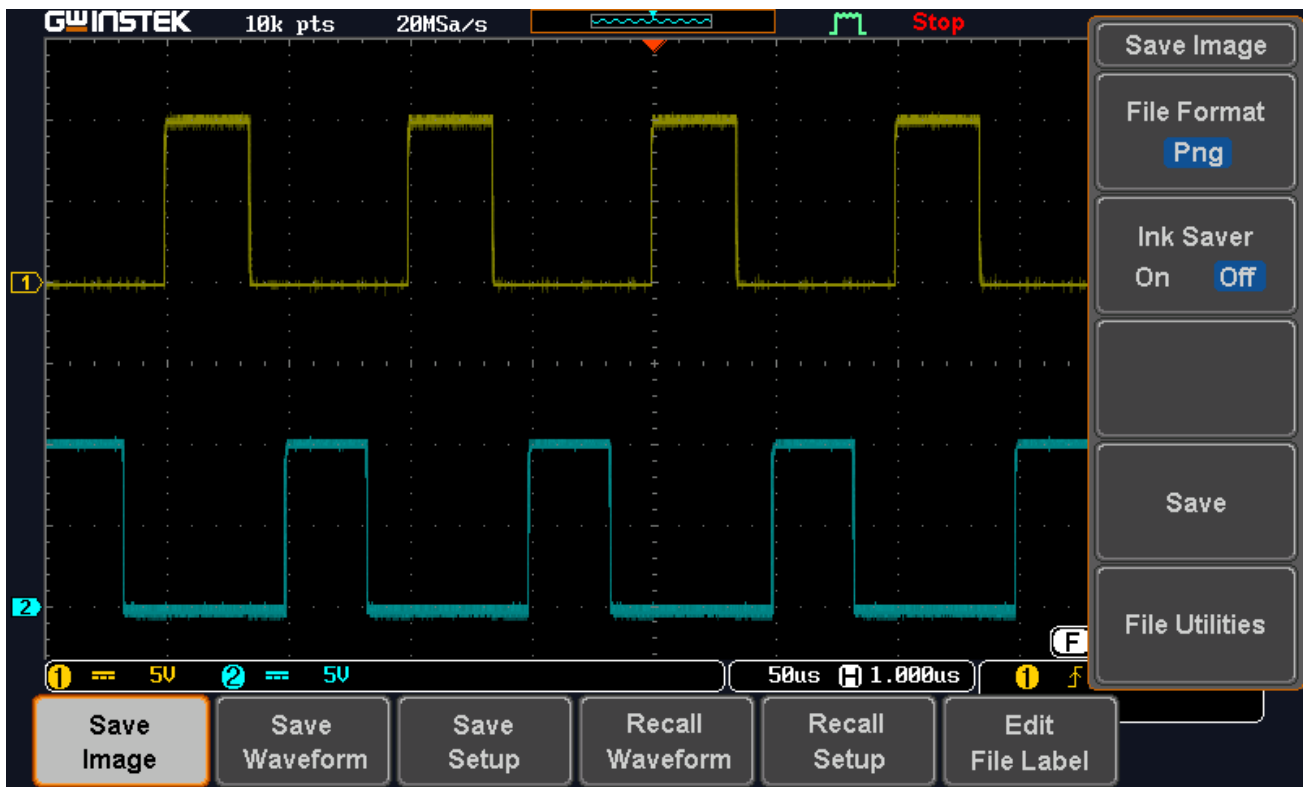 GWINSTEK 10k pts 20MSa/s Stop
Save Image
File Format
Png
Ink Saver
On Off
Save
File Utilities
1
2
F
1 5V 2 5V 50us H 1.000us 1
Save Image
Save Waveform
Save Setup
Recall Waveform
Recall Setup
Edit File Label